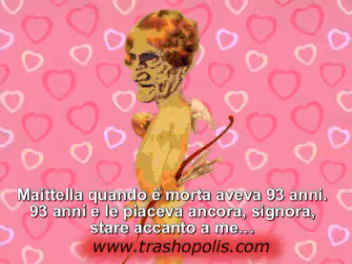 Maittella quando è morta aveva 93 anni.
93 anni e le piaceva ancora, signora,
stare accanto a me...
www.trashopolis.com